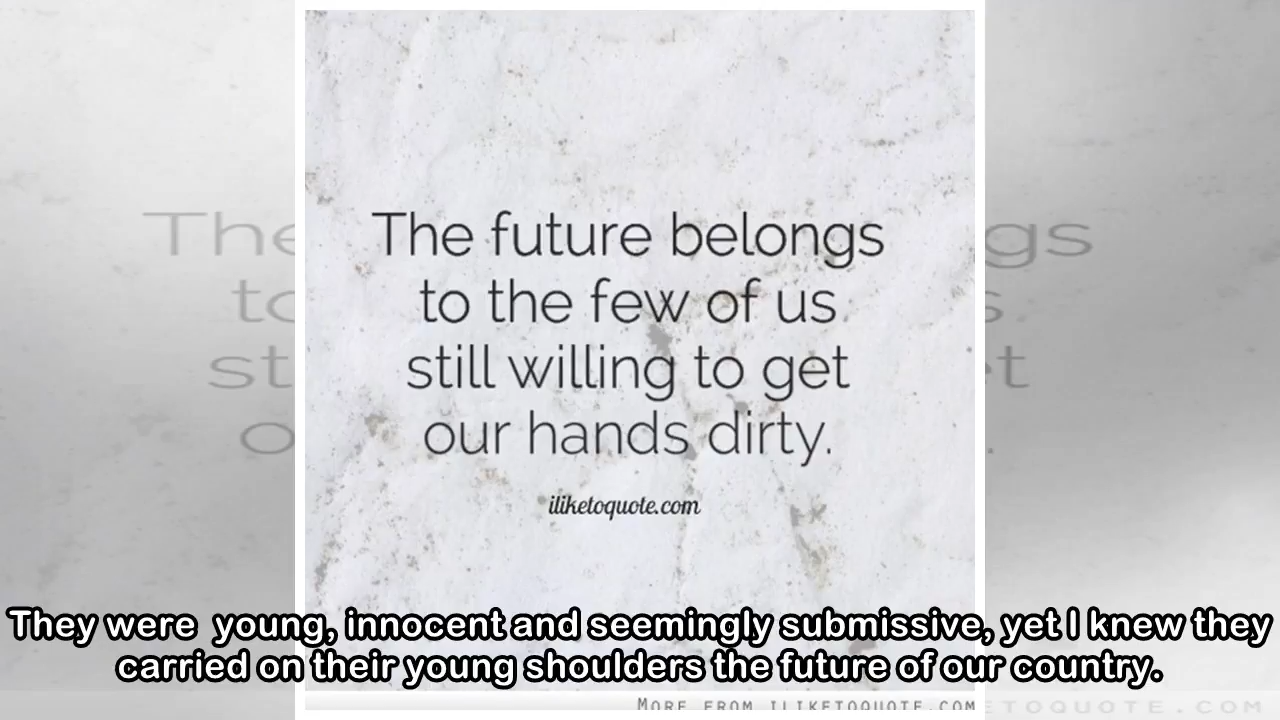 The future belongs
to the few of us
still willing to get
our hands dirty.
iliketoquote.com
They were  young, innocent and seemingly submissive, yet I knew they
carried on their young shoulders the future of our country.
MORE FROM ILIKETOQUOTE.COM